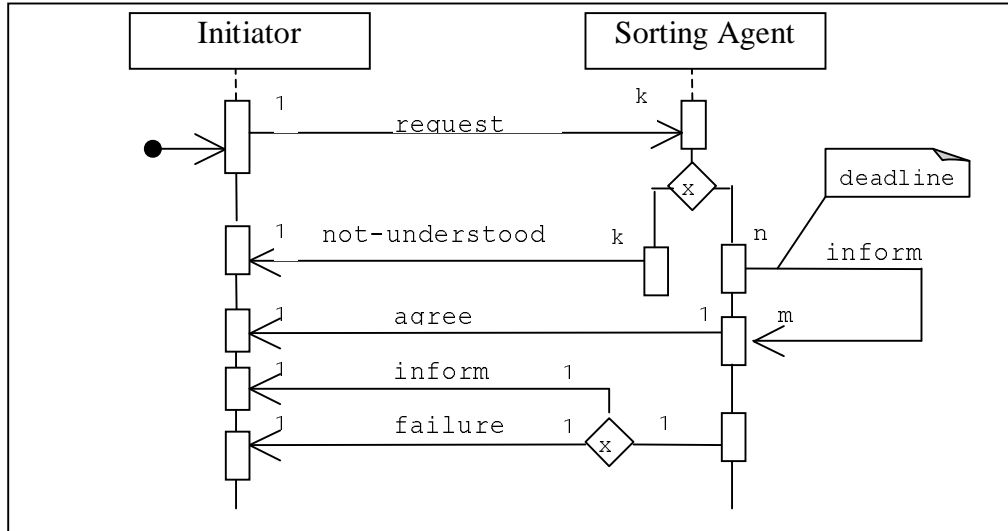 Initiator
Sorting Agent
1
k
request
x
deadline
1
not-understood
k
n
inform
1
agree
1
m
1
inform
1
1
failure
1
1
x